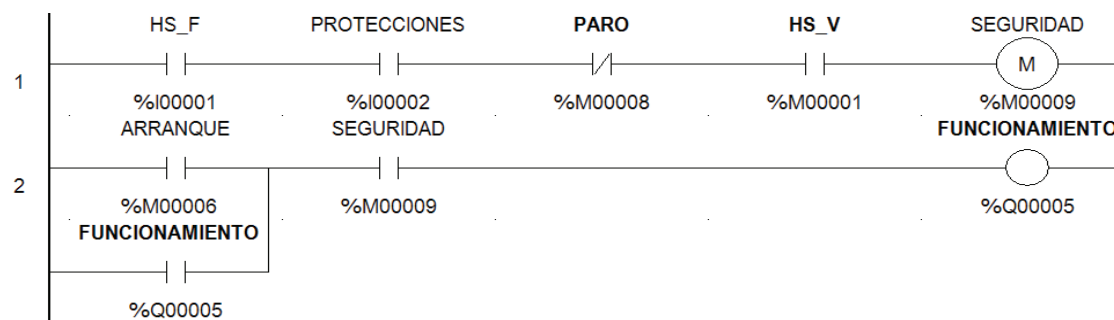 HS_F PROTECCIONES PARO HS_V SEGURIDAD
1 M
%I00001 %I00002 %M00008 %M00001 %M00009
ARRANQUE SEGURIDAD FUNCIONAMIENTO
2
%M00006 %M00009 %Q00005
FUNCIONAMIENTO
%Q00005